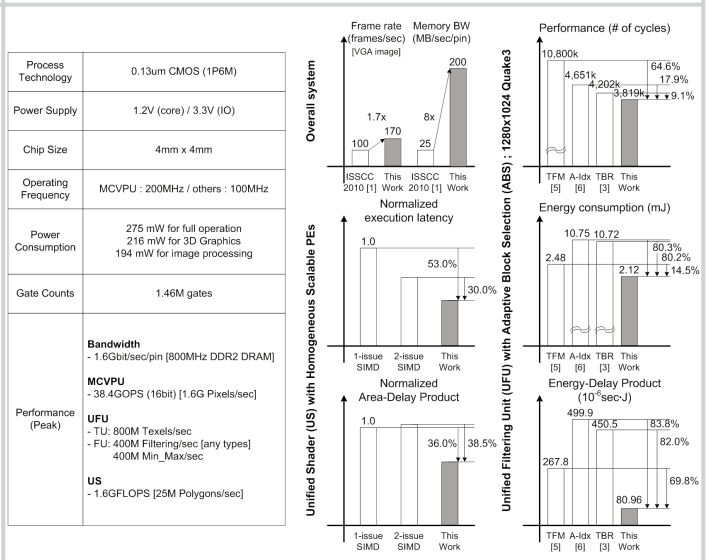 Process
Technology
0.13um CMOS (1P6M)
Power Supply
1.2V (core) / 3.3V (IO)
Chip Size
4mm x 4mm
Operating
Frequency
MCVPU : 200MHz / others : 100MHz
Power
Consumption
275 mW for full operation
216 mW for 3D Graphics
194 mW for image processing
Gate Counts
1.46M gates
Performance
(Peak)
Bandwidth
- 1.6Gbit/sec/pin [800MHz DDR2 DRAM]
MCVPU
- 38.4GOPS (16bit) [1.6G Pixels/sec]
UFU
- TU: 800M Texels/sec
- FU: 400M Filtering/sec [any types]
400M Min_Max/sec
US
- 1.6GFLOPS [25M Polygons/sec]
Overall system
Frame rate
(frames/sec)
[VGA image]
Memory BW
(MB/sec/pin)
200
1.7x
8x
170
100
25
ISSCC
2010 [1]
This
Work
ISSCC
2010 [1]
This
Work
Unified Shader (US) with Homogeneous Scalable PEs
Normalized
execution latency
1.0
53.0%
30.0%
1-issue
SIMD
2-issue
SIMD
This
Work
Normalized
Area-Delay Product
1.0
36.0%
38.5%
1-issue
SIMD
2-issue
SIMD
This
Work
Unified Filtering Unit (UFU) with Adaptive Block Selection (ABS) ; 1280x1024 Quake3
Performance (# of cycles)
10,800k
64.6%
4,651k
17.9%
4,202k
3,819k
9.1%
TFM
[5]
A-Idx
[6]
TBR
[3]
This
Work
Energy consumption (mJ)
10.75
10.72
80.3%
80.2%
2.48
2.12
14.5%
TFM
[5]
A-Idx
[6]
TBR
[3]
This
Work
Energy-Delay Product
(10⁻⁶sec·J)
499.9
450.5
83.8%
82.0%
267.8
69.8%
80.96
TFM
[5]
A-Idx
[6]
TBR
[3]
This
Work